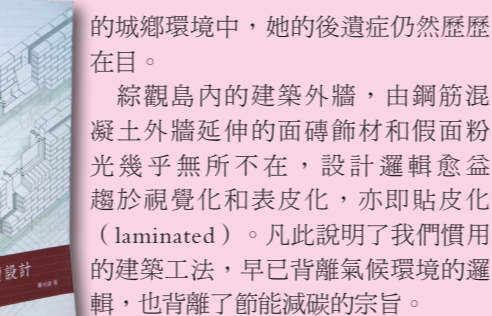 的城鄉環境中，她的後遺症仍然歷歷
在目。
綜觀島內的建築外牆，由鋼筋混
凝土外牆延伸的面磚飾材和假面粉
光幾乎無所不在，設計邏輯愈益
趨於視覺化和表皮化，亦即貼皮化
（laminated）。凡此說明了我們慣用
的建築工法，早已背離氣候環境的邏
輯，也背離了節能減碳的宗旨。
設計